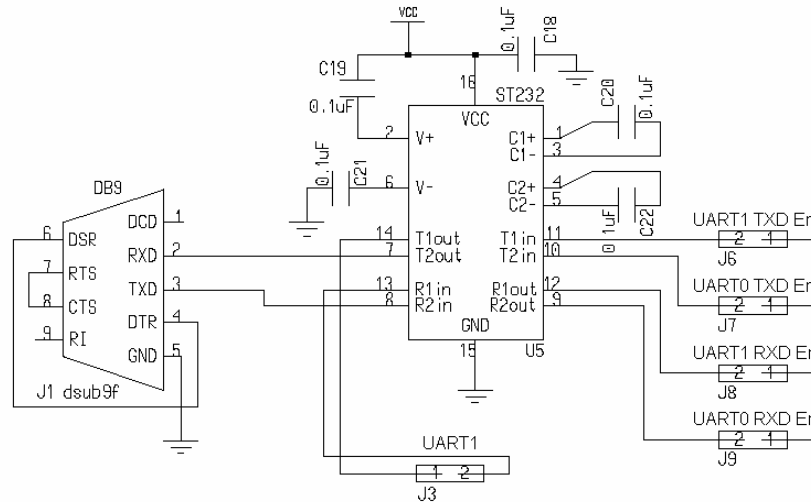 VCC
0.1uF
C18
C19
0.1uF
16
ST232
VCC
C20
0.1uF
2
V+
C1+
1
C1-
3
0.1uF
C21
6
V-
C2+
4
C2-
5
0.1uF
C22
DB9
DCD
1
6
DSR
RXD
2
7
RTS
TXD
3
8
CTS
DTR
4
9
RI
GND
5
J1 dsub9f
14
T1out
7
T2out
13
R1in
8
R2in
T1in
11
T2in
10
R1out
12
R2out
9
GND
15
U5
UART1 TXD En
2 1
J6
UART0 TXD En
2 1
J7
UART1 RXD En
2 1
J8
UART0 RXD En
2 1
J9
UART1
1 2
J3